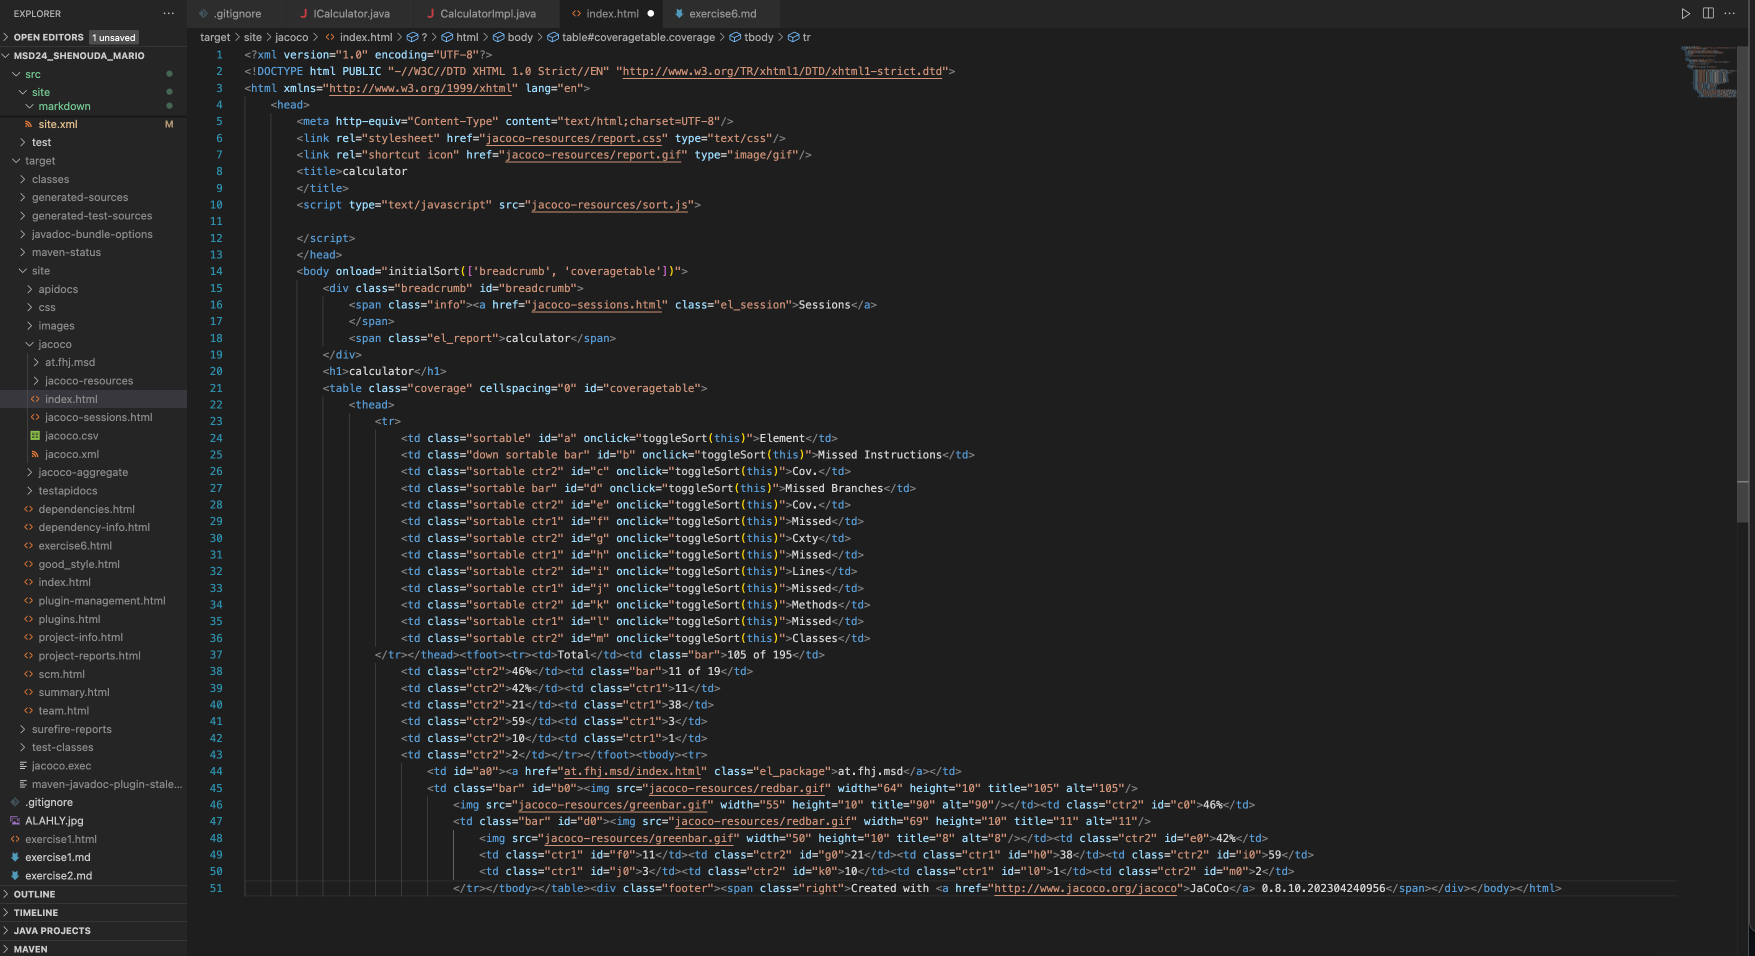 EXPLORER ···
OPEN EDITORS 1 unsaved
MSD24_SHENOUDA_MARIO
src
site
markdown
site.xml M
test
target
classes
generated-sources
generated-test-sources
javadoc-bundle-options
maven-status
site
apidocs
css
images
jacoco
at.fhj.msd
jacoco-resources
index.html
jacoco-sessions.html
jacoco.csv
jacoco.xml
jacoco-aggregate
testapidocs
dependencies.html
dependency-info.html
exercise6.html
good_style.html
index.html
plugin-management.html
plugins.html
project-info.html
project-reports.html
scm.html
summary.html
team.html
surefire-reports
test-classes
jacoco.exec
maven-javadoc-plugin-stale...
.gitignore
ALAHLY.jpg
exercise1.html
exercise1.md
exercise2.md
OUTLINE
TIMELINE
JAVA PROJECTS
MAVEN
.gitignore J ICalculator.java J CalculatorImpl.java <> index.html ● exercise6.md
target > site > jacoco > <> index.html > ? > html > body > table#coveragetable.coverage > tbody > tr
1 <?xml version="1.0" encoding="UTF-8"?>
2 <!DOCTYPE html PUBLIC "-//W3C//DTD XHTML 1.0 Strict//EN" "http://www.w3.org/TR/xhtml1/DTD/xhtml1-strict.dtd">
3 <html xmlns="http://www.w3.org/1999/xhtml" lang="en">
4 <head>
5 <meta http-equiv="Content-Type" content="text/html;charset=UTF-8"/>
6 <link rel="stylesheet" href="jacoco-resources/report.css" type="text/css"/>
7 <link rel="shortcut icon" href="jacoco-resources/report.gif" type="image/gif"/>
8 <title>calculator
9 </title>
10 <script type="text/javascript" src="jacoco-resources/sort.js">
11
12 </script>
13 </head>
14 <body onload="initialSort(['breadcrumb', 'coveragetable'])">
15 <div class="breadcrumb" id="breadcrumb">
16 <span class="info"><a href="jacoco-sessions.html" class="el_session">Sessions</a>
17 </span>
18 <span class="el_report">calculator</span>
19 </div>
20 <h1>calculator</h1>
21 <table class="coverage" cellspacing="0" id="coveragetable">
22 <thead>
23 <tr>
24 <td class="sortable" id="a" onclick="toggleSort(this)">Element</td>
25 <td class="down sortable bar" id="b" onclick="toggleSort(this)">Missed Instructions</td>
26 <td class="sortable ctr2" id="c" onclick="toggleSort(this)">Cov.</td>
27 <td class="sortable bar" id="d" onclick="toggleSort(this)">Missed Branches</td>
28 <td class="sortable ctr2" id="e" onclick="toggleSort(this)">Cov.</td>
29 <td class="sortable ctr1" id="f" onclick="toggleSort(this)">Missed</td>
30 <td class="sortable ctr2" id="g" onclick="toggleSort(this)">Cxty</td>
31 <td class="sortable ctr1" id="h" onclick="toggleSort(this)">Missed</td>
32 <td class="sortable ctr2" id="i" onclick="toggleSort(this)">Lines</td>
33 <td class="sortable ctr1" id="j" onclick="toggleSort(this)">Missed</td>
34 <td class="sortable ctr2" id="k" onclick="toggleSort(this)">Methods</td>
35 <td class="sortable ctr1" id="l" onclick="toggleSort(this)">Missed</td>
36 <td class="sortable ctr2" id="m" onclick="toggleSort(this)">Classes</td>
37 </tr></thead><tfoot><tr><td>Total</td><td class="bar">105 of 195</td>
38 <td class="ctr2">46%</td><td class="bar">11 of 19</td>
39 <td class="ctr2">42%</td><td class="ctr1">11</td>
40 <td class="ctr2">21</td><td class="ctr1">38</td>
41 <td class="ctr2">59</td><td class="ctr1">3</td>
42 <td class="ctr2">10</td><td class="ctr1">1</td>
43 <td class="ctr2">2</td></tr></tfoot><tbody><tr>
44 <td id="a0"><a href="at.fhj.msd/index.html" class="el_package">at.fhj.msd</a></td>
45 <td class="bar" id="b0"><img src="jacoco-resources/redbar.gif" width="64" height="10" title="105" alt="105"/>
46 <img src="jacoco-resources/greenbar.gif" width="55" height="10" title="90" alt="90"/></td><td class="ctr2" id="c0">46%</td>
47 <td class="bar" id="d0"><img src="jacoco-resources/redbar.gif" width="69" height="10" title="11" alt="11"/>
48 <img src="jacoco-resources/greenbar.gif" width="50" height="10" title="8" alt="8"/></td><td class="ctr2" id="e0">42%</td>
49 <td class="ctr1" id="f0">11</td><td class="ctr2" id="g0">21</td><td class="ctr1" id="h0">38</td><td class="ctr2" id="i0">59</td>
50 <td class="ctr1" id="j0">3</td><td class="ctr2" id="k0">10</td><td class="ctr1" id="l0">1</td><td class="ctr2" id="m0">2</td>
51 </tr></tbody></table><div class="footer"><span class="right">Created with <a href="http://www.jacoco.org/jacoco">JaCoCo</a> 0.8.10.202304240956</span></div></body></html>